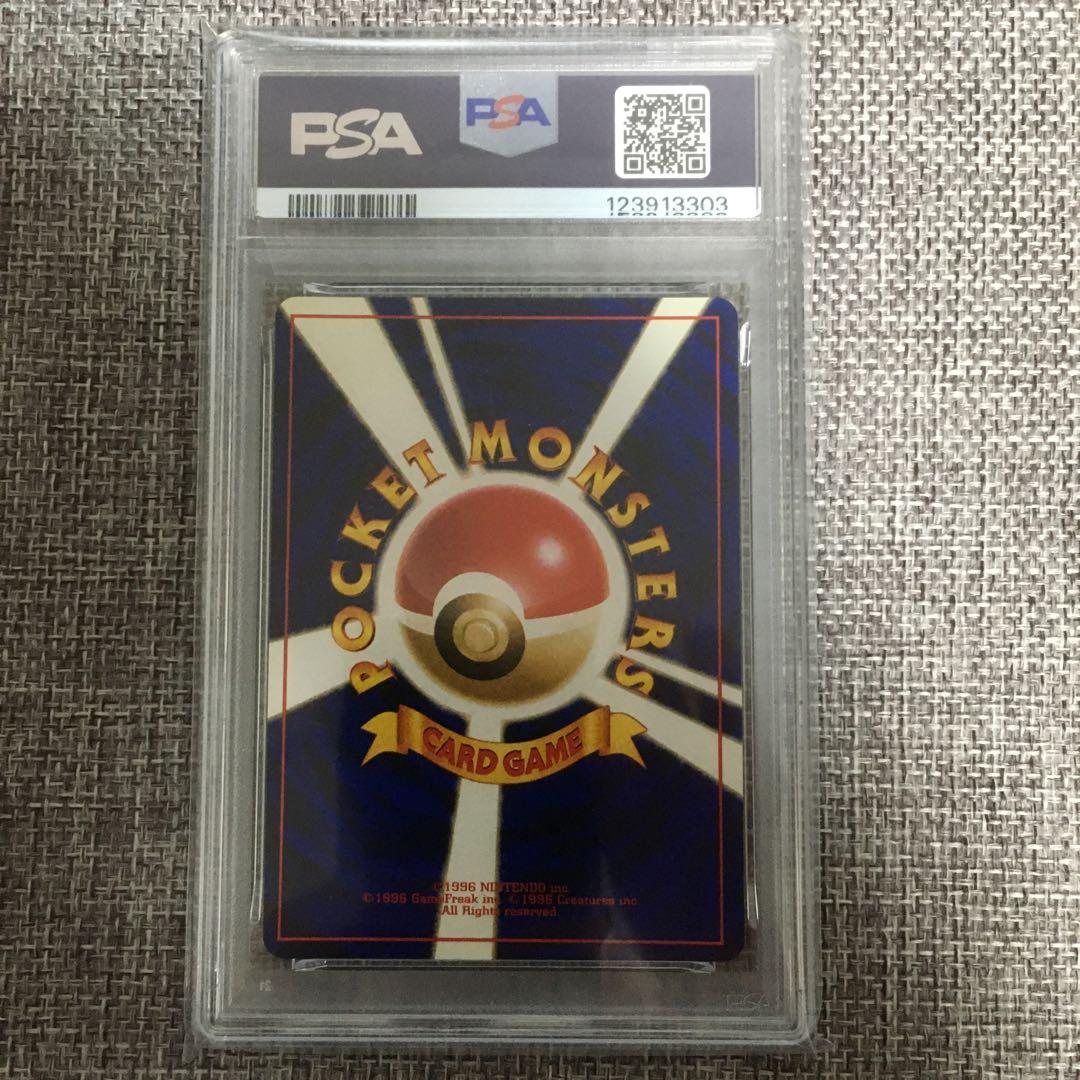 PSA
PSA
123913303
POCKET MONSTERS
CARD GAME
©1996 NINTENDO inc.
©1996 GameFreak inc. ©1996 Creatures inc.
All Rights reserved.
PSA